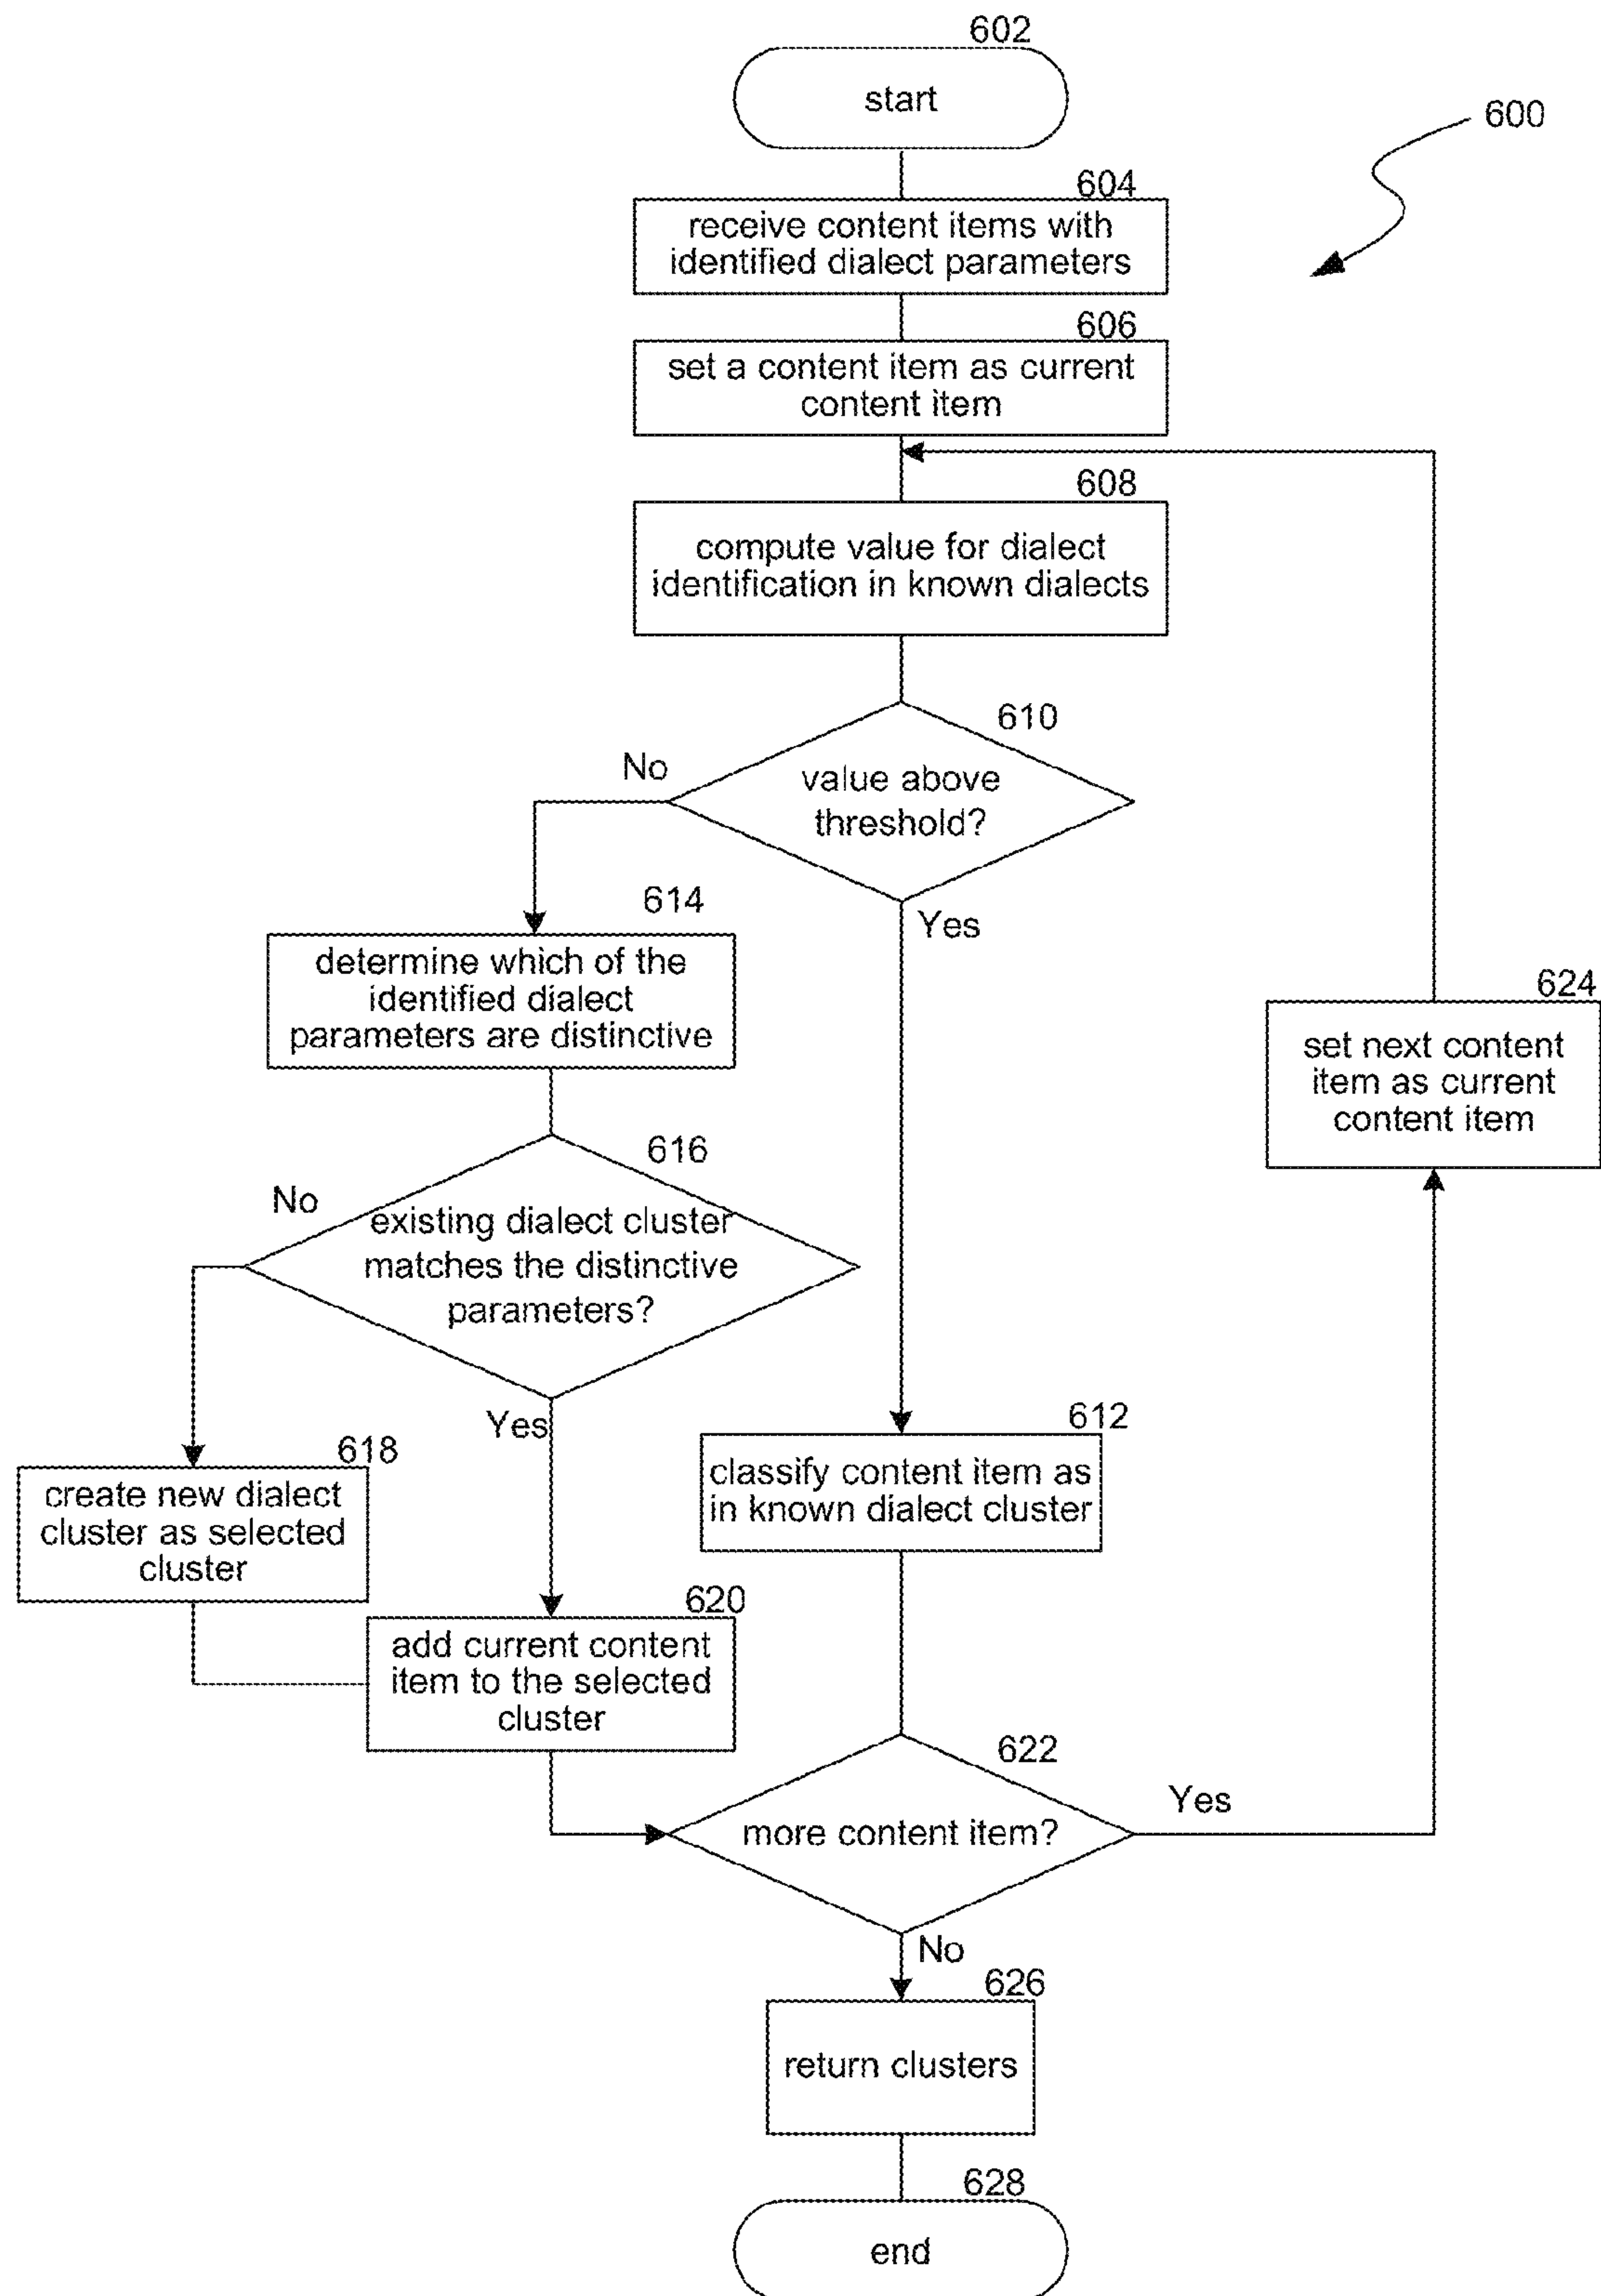 602
start
600
604
receive content items with
identified dialect parameters
606
set a content item as current
content item
608
compute value for dialect
identification in known dialects
610
No
value above
threshold?
Yes
614
determine which of the
identified dialect
parameters are distinctive
624
set next content
item as current
content item
616
No
existing dialect cluster
matches the distinctive
parameters?
Yes
612
classify content item as
in known dialect cluster
618
create new dialect
cluster as selected
cluster
620
add current content
item to the selected
cluster
622
Yes
more content item?
No
626
return clusters
628
end